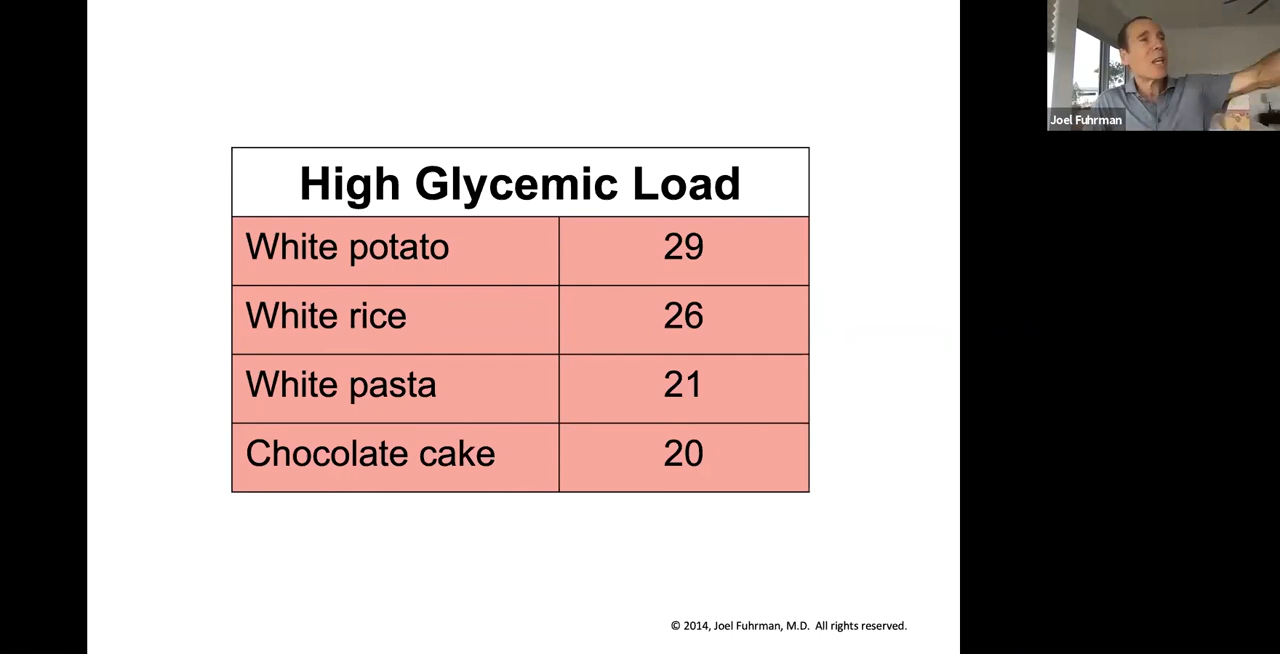 High Glycemic Load
White potato 29
White rice 26
White pasta 21
Chocolate cake 20
© 2014, Joel Fuhrman, M.D. All rights reserved.
Joel Fuhrman